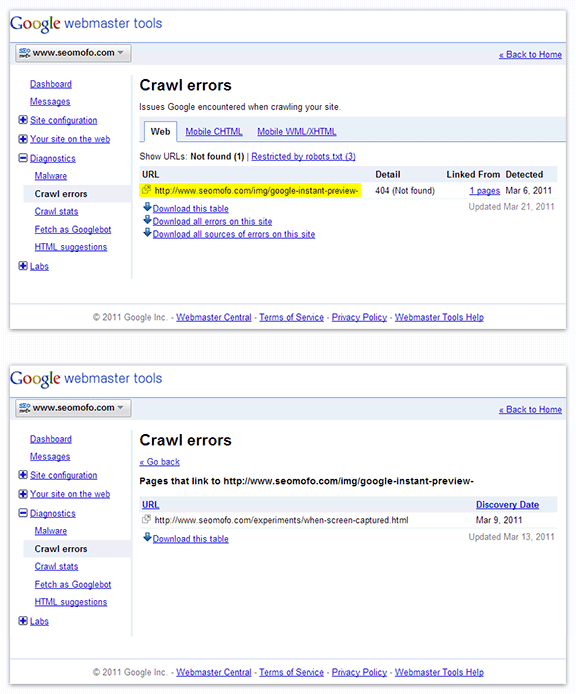 Google webmaster tools
www.seomofo.com
« Back to Home
Dashboard
Messages
Site configuration
Your site on the web
Diagnostics
Malware
Crawl errors
Crawl stats
Fetch as Googlebot
HTML suggestions
Labs
Crawl errors
Issues Google encountered when crawling your site.
Web Mobile CHTML Mobile WML/XHTML
Show URLs: Not found (1) | Restricted by robots.txt (3)
URL Detail Linked From Detected
http://www.seomofo.com/img/google-instant-preview- 404 (Not found) 1 pages Mar 6, 2011
Download this table
Updated Mar 21, 2011
Download all errors on this site
Download all sources of errors on this site
© 2011 Google Inc. - Webmaster Central - Terms of Service - Privacy Policy - Webmaster Tools Help
Google webmaster tools
www.seomofo.com
« Back to Home
Dashboard
Messages
Site configuration
Your site on the web
Diagnostics
Malware
Crawl errors
Crawl stats
Fetch as Googlebot
HTML suggestions
Labs
Crawl errors
« Go back
Pages that link to http://www.seomofo.com/img/google-instant-preview-
URL Discovery Date
http://www.seomofo.com/experiments/when-screen-captured.html Mar 9, 2011
Download this table
Updated Mar 13, 2011
© 2011 Google Inc. - Webmaster Central - Terms of Service - Privacy Policy - Webmaster Tools Help